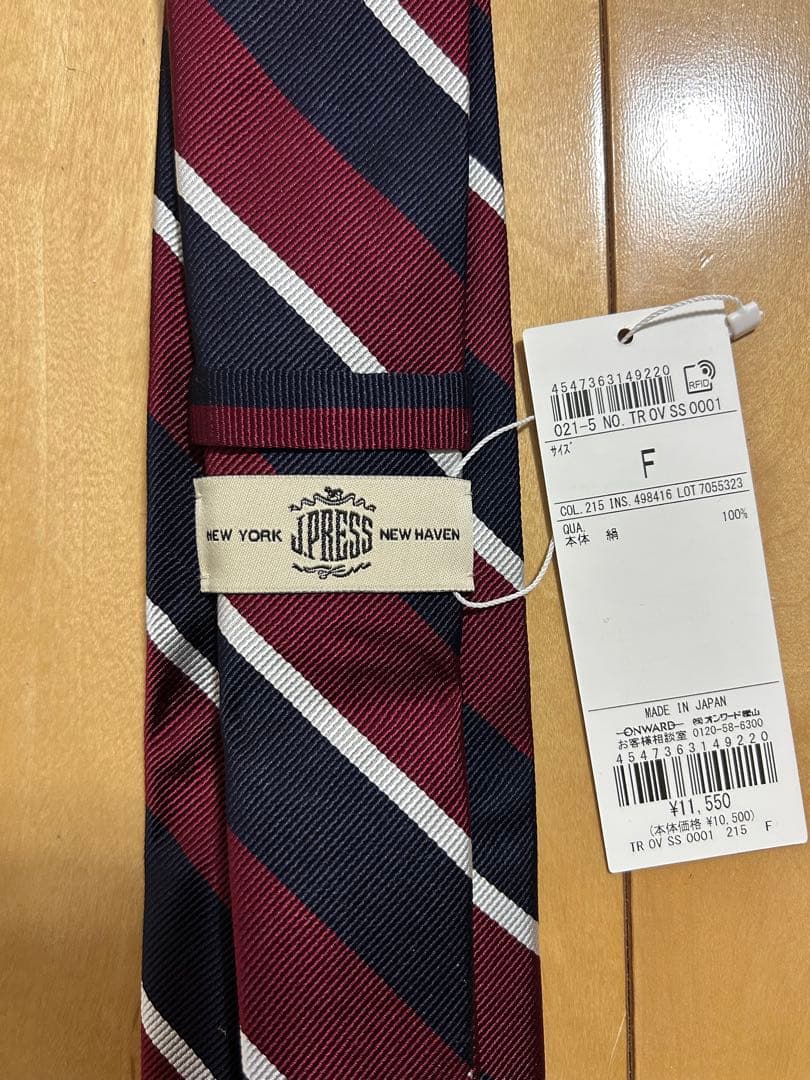 NEW YORK J.PRESS NEW HAVEN
4547363149220
RFID
021-5 NO. TR OV SS 0001
サイズ
F
COL. 215 INS. 498416 LOT 7055323
QUA.
本体 絹 100%
MADE IN JAPAN
ONWARD ㈱オンワード樫山
お客様相談室 0120-58-6300
4547363149220
¥11,550
(本体価格 ¥10,500)
TR OV SS 0001 215 F